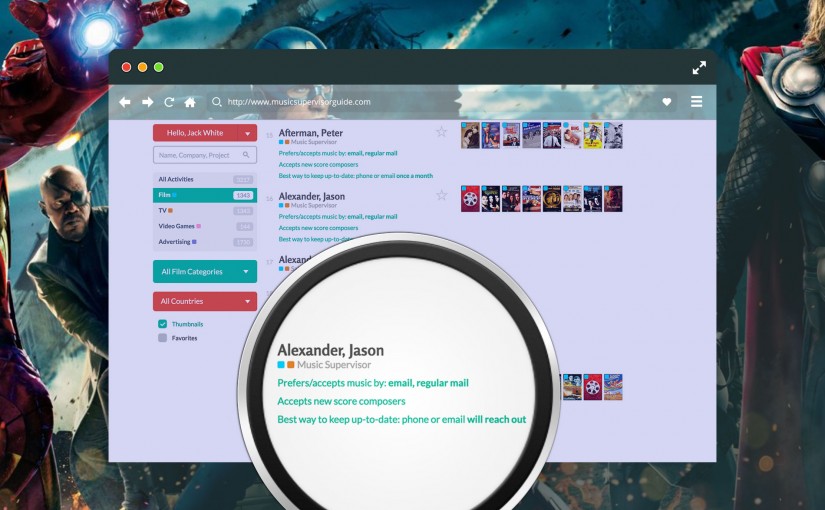 http://www.musicsupervisorguide.com
Hello, Jack White
Name, Company, Project
All Activities
Film 1343
TV
Video Games
Advertising
All Film Categories
All Countries
Thumbnails
Favorites
55 Afterman, Peter
Music Supervisor
Prefers/accepts music by: email, regular mail
Accepts new score composers
Best way to keep up-to-date: phone or email once a month
56 Alexander, Jason
Music Supervisor
Prefers/accepts music by: email, regular mail
Accepts new score composers
Best way to keep up-to-date
57 Alexand
Alexander, Jason
Music Supervisor
Prefers/accepts music by: email, regular mail
Accepts new score composers
Best way to keep up-to-date: phone or email will reach out